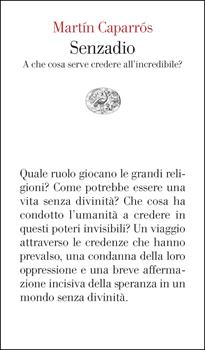 Martín Caparrós
Senzadio
A che cosa serve credere all'incredibile?
Quale ruolo giocano le grandi reli-
gioni? Come potrebbe essere una
vita senza divinità? Che cosa ha
condotto l'umanità a credere in
questi poteri invisibili? Un viaggio
attraverso le credenze che hanno
prevalso, una condanna della loro
oppressione e una breve afferma-
zione incisiva della speranza in un
mondo senza divinità.